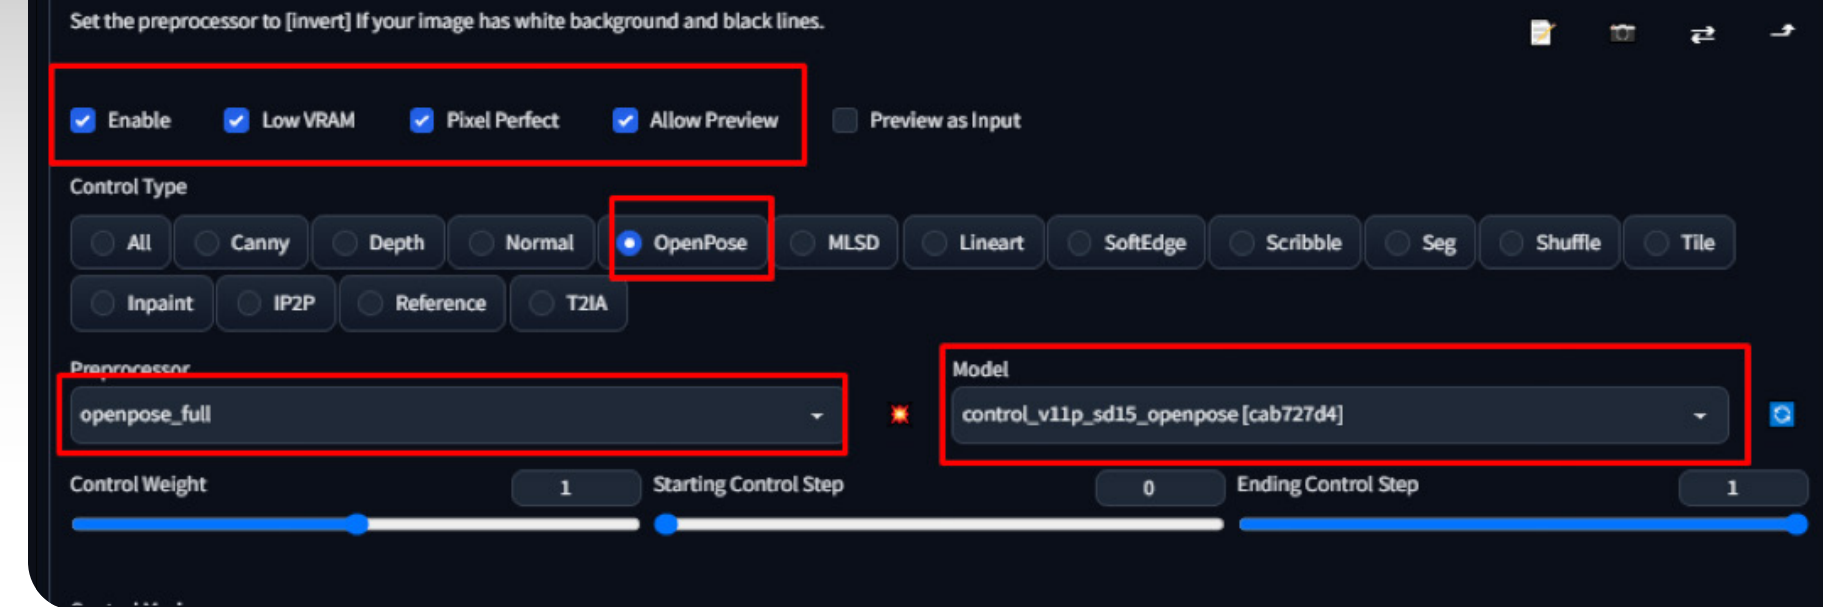 Set the preprocessor to [invert] If your image has white background and black lines.
Enable Low VRAM Pixel Perfect Allow Preview Preview as Input
Control Type
All Canny Depth Normal OpenPose MLSD Lineart SoftEdge Scribble Seg Shuffle Tile
Inpaint IP2P Reference T2IA
Preprocessor Model
openpose_full control_v11p_sd15_openpose [cab727d4]
Control Weight 1 Starting Control Step 0 Ending Control Step 1